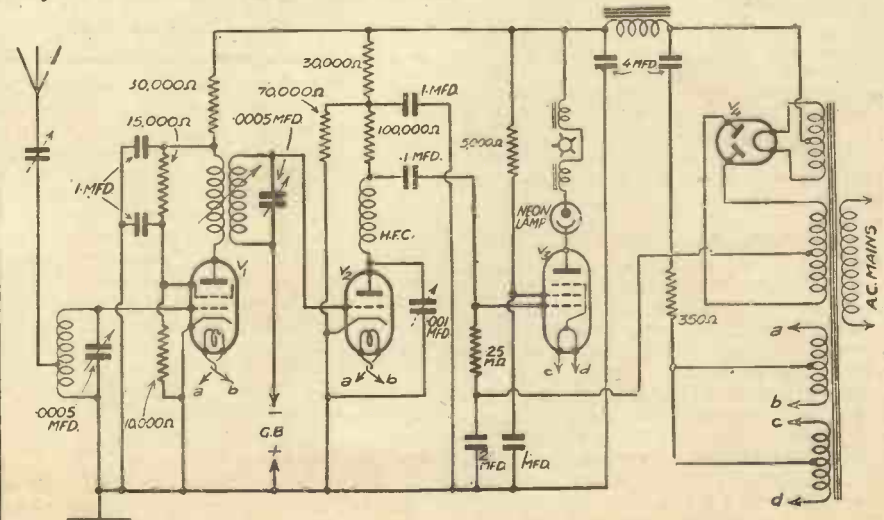 30,000Ω
15,000Ω
1.MFD.
.0005
MFD.
10,000Ω
V1
a
b
70,000Ω
.0005 MFD.
G.B
30,000Ω
1.MFD.
100,000Ω
.1 MFD.
H.F.C.
V2
.001
MFD.
a
b
5,000Ω
.25
MΩ
2
MFD.
1
MFD.
NEON
LAMP
V3
c
d
4 MFD.
V4
350Ω
A.C. MAINS
a
b
c
d